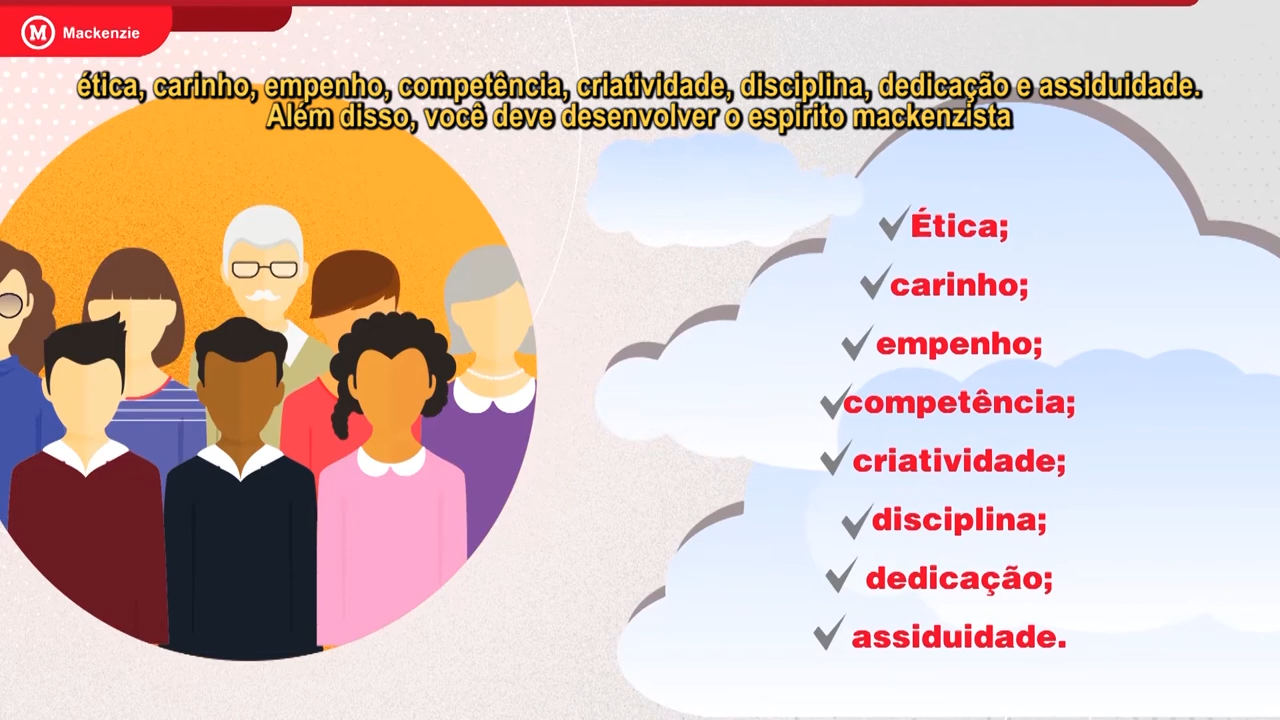 M Mackenzie
ética, carinho, empenho, competência, criatividade, disciplina, dedicação e assiduidade.
Além disso, você deve desenvolver o espirito mackenzista
Ética;
carinho;
empenho;
competência;
criatividade;
disciplina;
dedicação;
assiduidade.